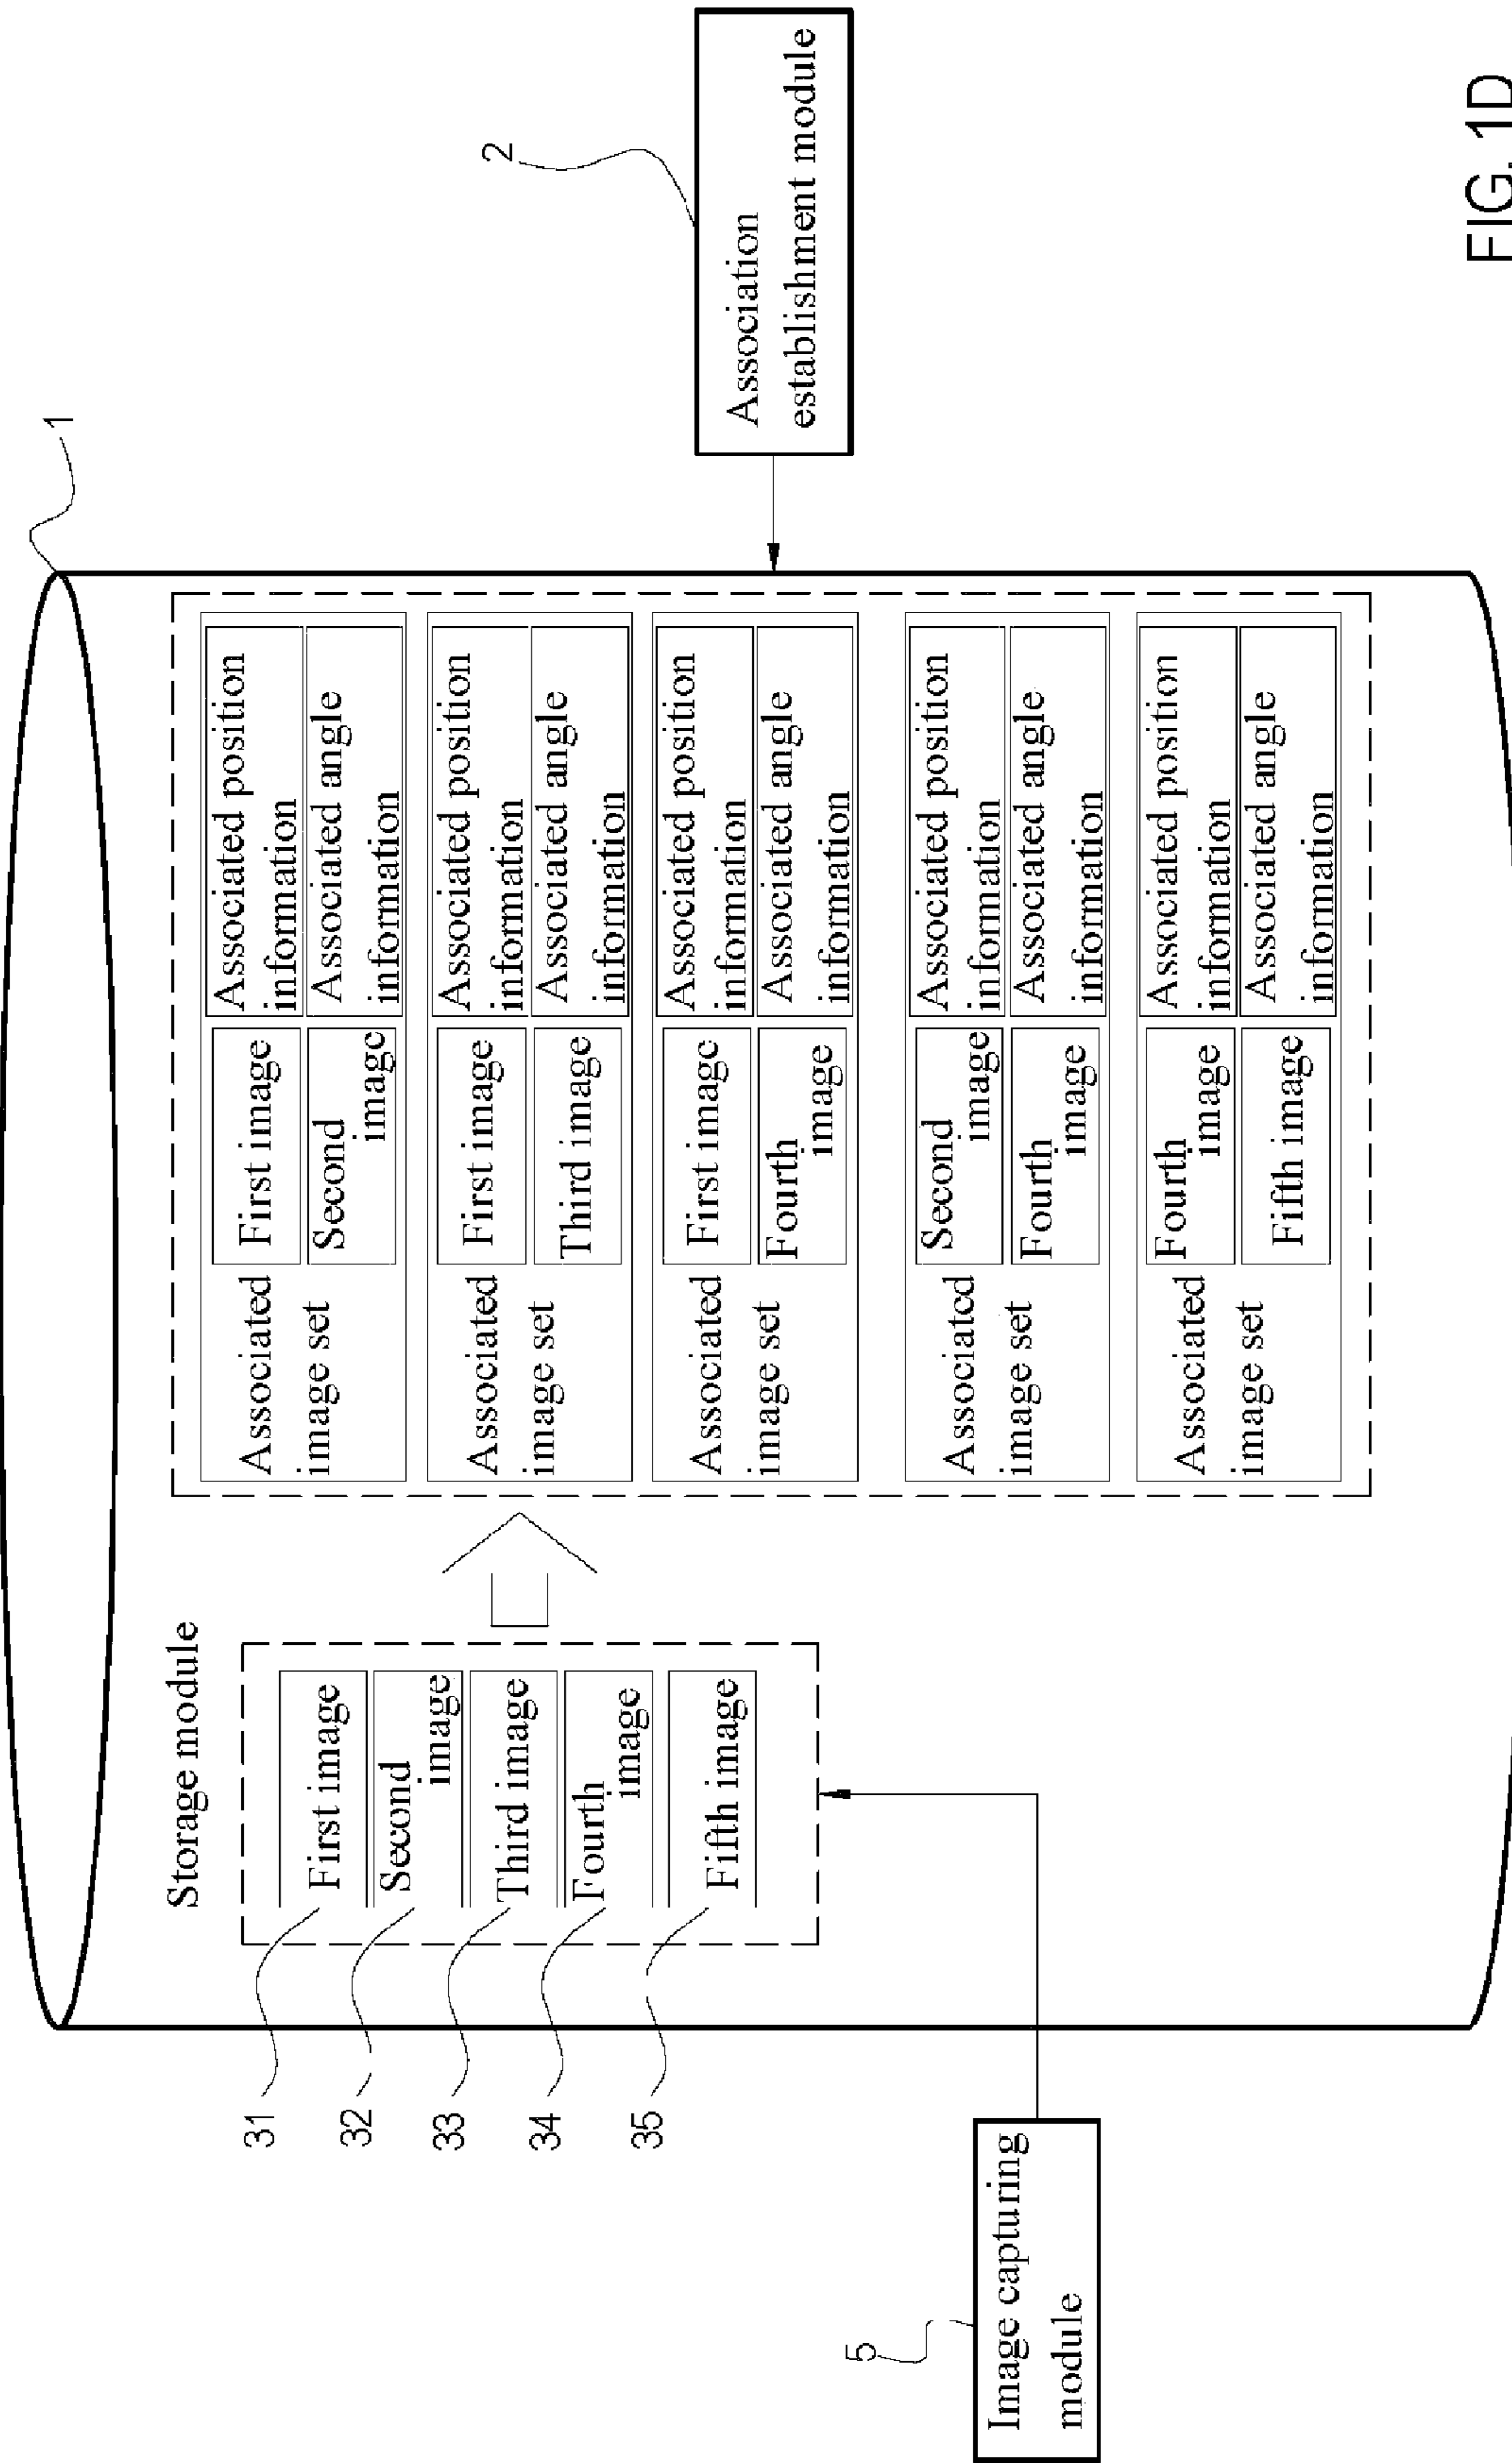 1
Storage module
31
First image
32
Second
image
33
Third image
34
Fourth
image
35
Fifth image
5
Image capturing
module
Associated
image set
First image
Second
image
Associated position
information
Associated angle
information
Associated
image set
First image
Third image
Associated position
information
Associated angle
information
Associated
image set
First image
Fourth
image
Associated position
information
Associated angle
information
Associated
image set
Second
image
Fourth
image
Associated position
information
Associated angle
information
Associated
image set
Fourth
image
Fifth image
Associated position
information
Associated angle
information
2
Association
establishment module
FIG. 1D